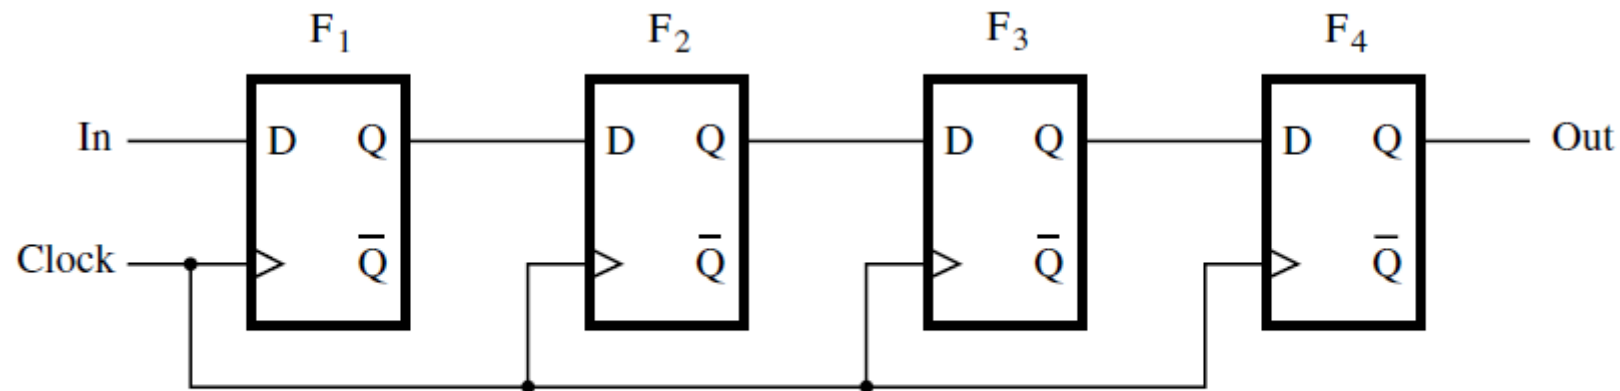 F₁ F₂ F₃ F₄
In D Q D Q D Q D Q Out
Clock Q̅ Q̅ Q̅ Q̅